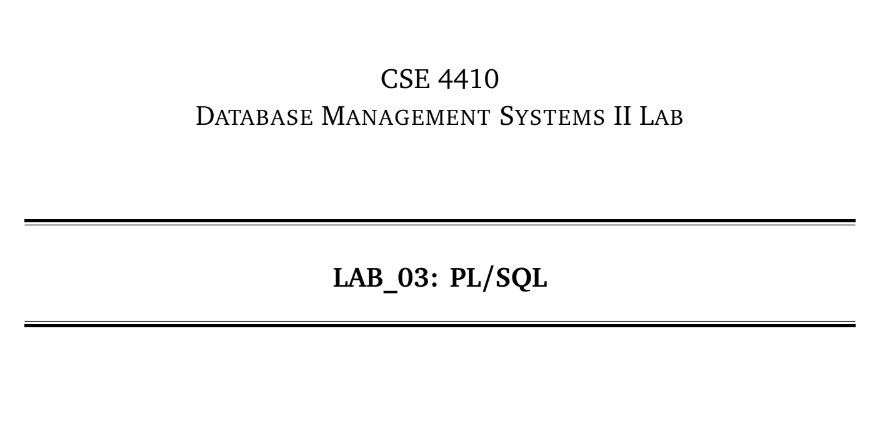 CSE 4410
DATABASE MANAGEMENT SYSTEMS II LAB
LAB_03: PL/SQL